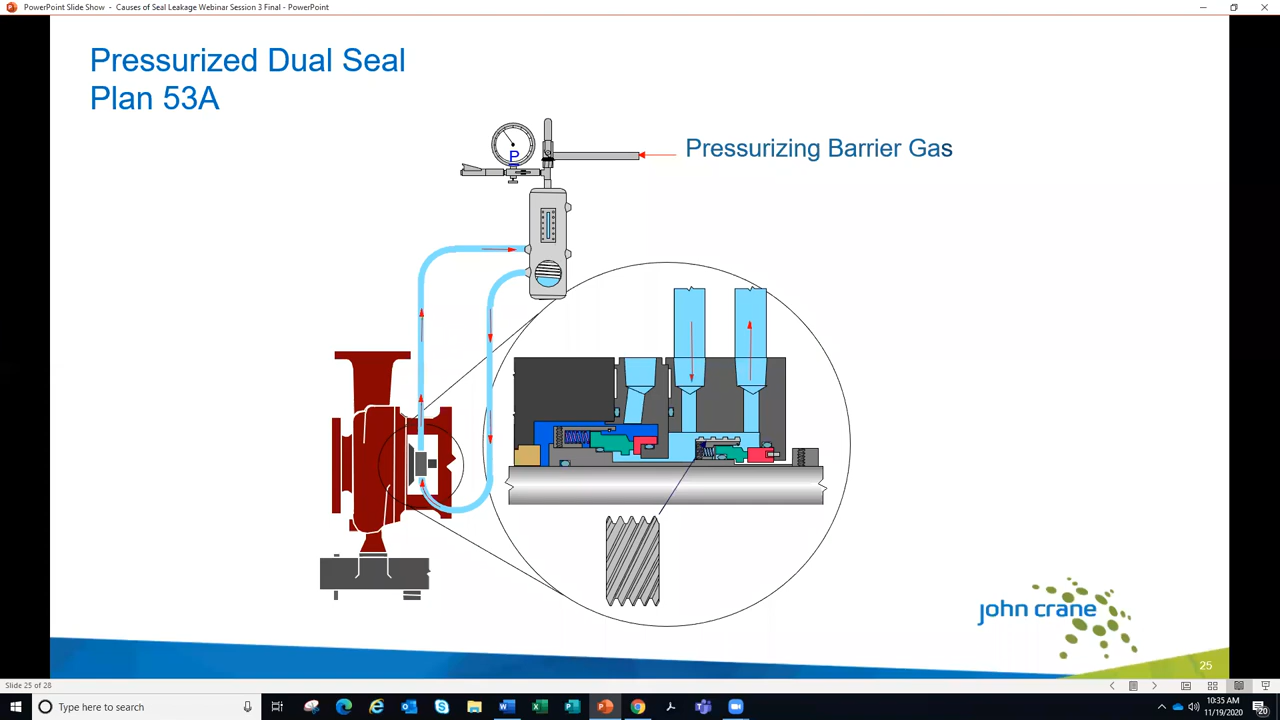 PowerPoint Slide Show - Causes of Seal Leakage Webinar Session 3 Final - PowerPoint
Pressurized Dual Seal
Plan 53A
P
Pressurizing Barrier Gas
john crane
25
Slide 25 of 28
Type here to search
10:35 AM
11/19/2020
20